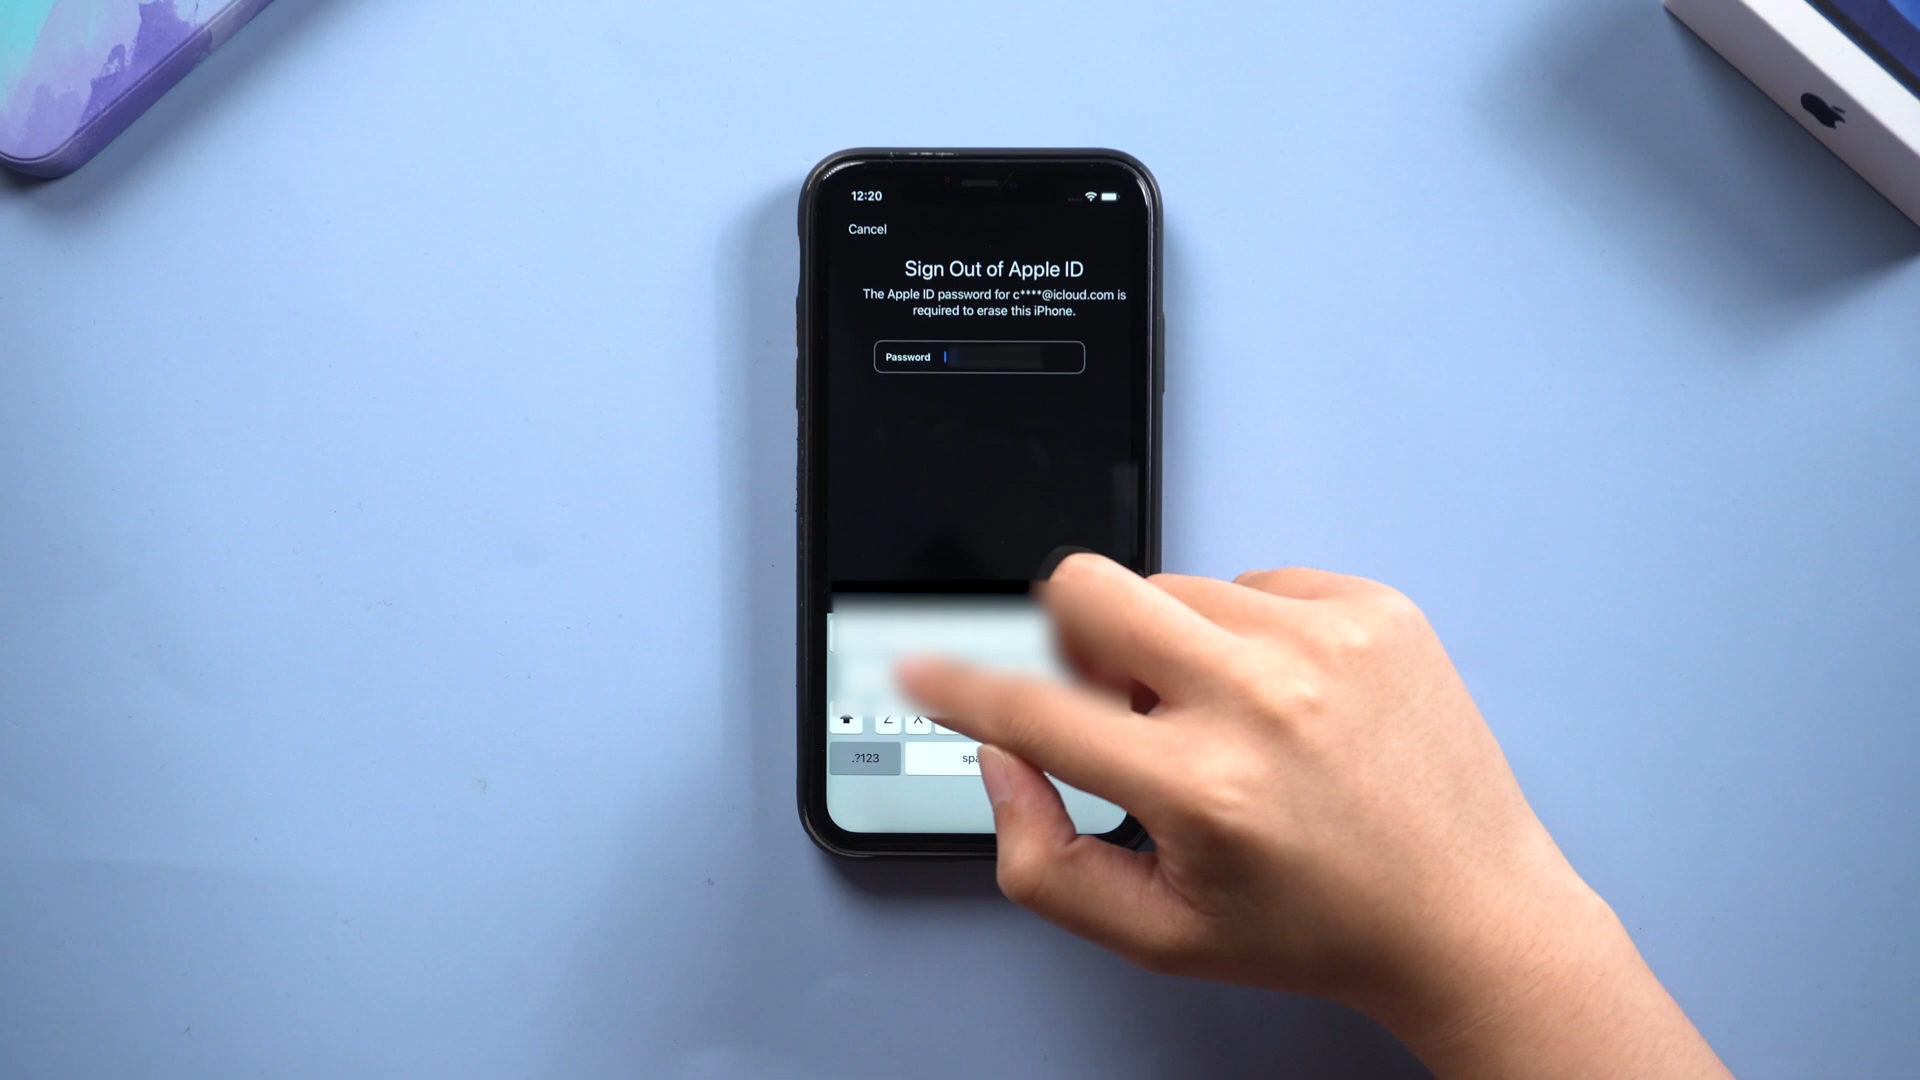 12:20
Cancel
Sign Out of Apple ID
The Apple ID password for c****@icloud.com is
required to erase this iPhone.
Password
Z X
.?123